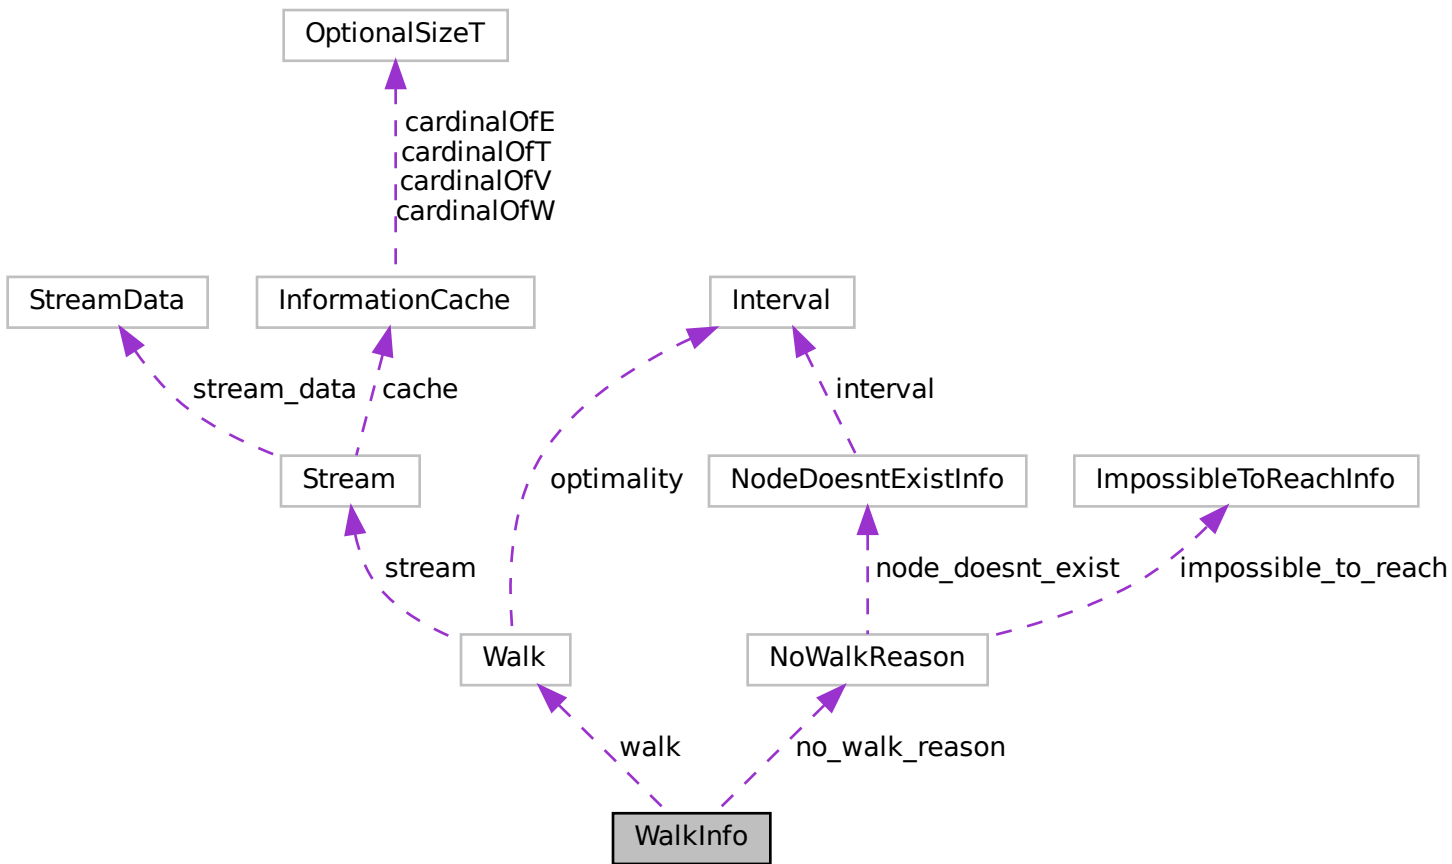 OptionalSizeT
cardinalOfE
cardinalOfT
cardinalOfV
cardinalOfW
StreamData
InformationCache
Interval
stream_data
cache
interval
Stream
optimality
NodeDoesntExistInfo
ImpossibleToReachInfo
stream
node_doesnt_exist
impossible_to_reach
Walk
NoWalkReason
walk
no_walk_reason
WalkInfo